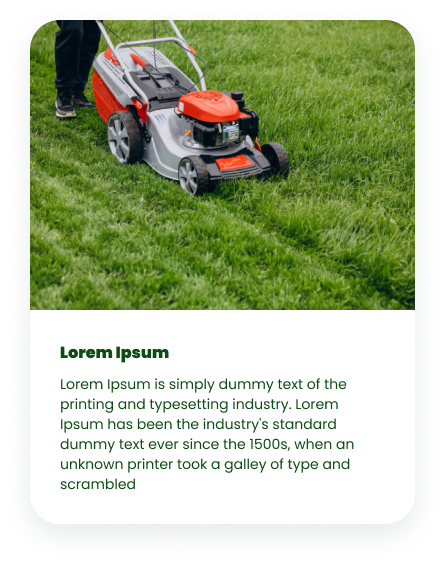 Lorem Ipsum
Lorem Ipsum is simply dummy text of the
printing and typesetting industry. Lorem
Ipsum has been the industry's standard
dummy text ever since the 1500s, when an
unknown printer took a galley of type and
scrambled